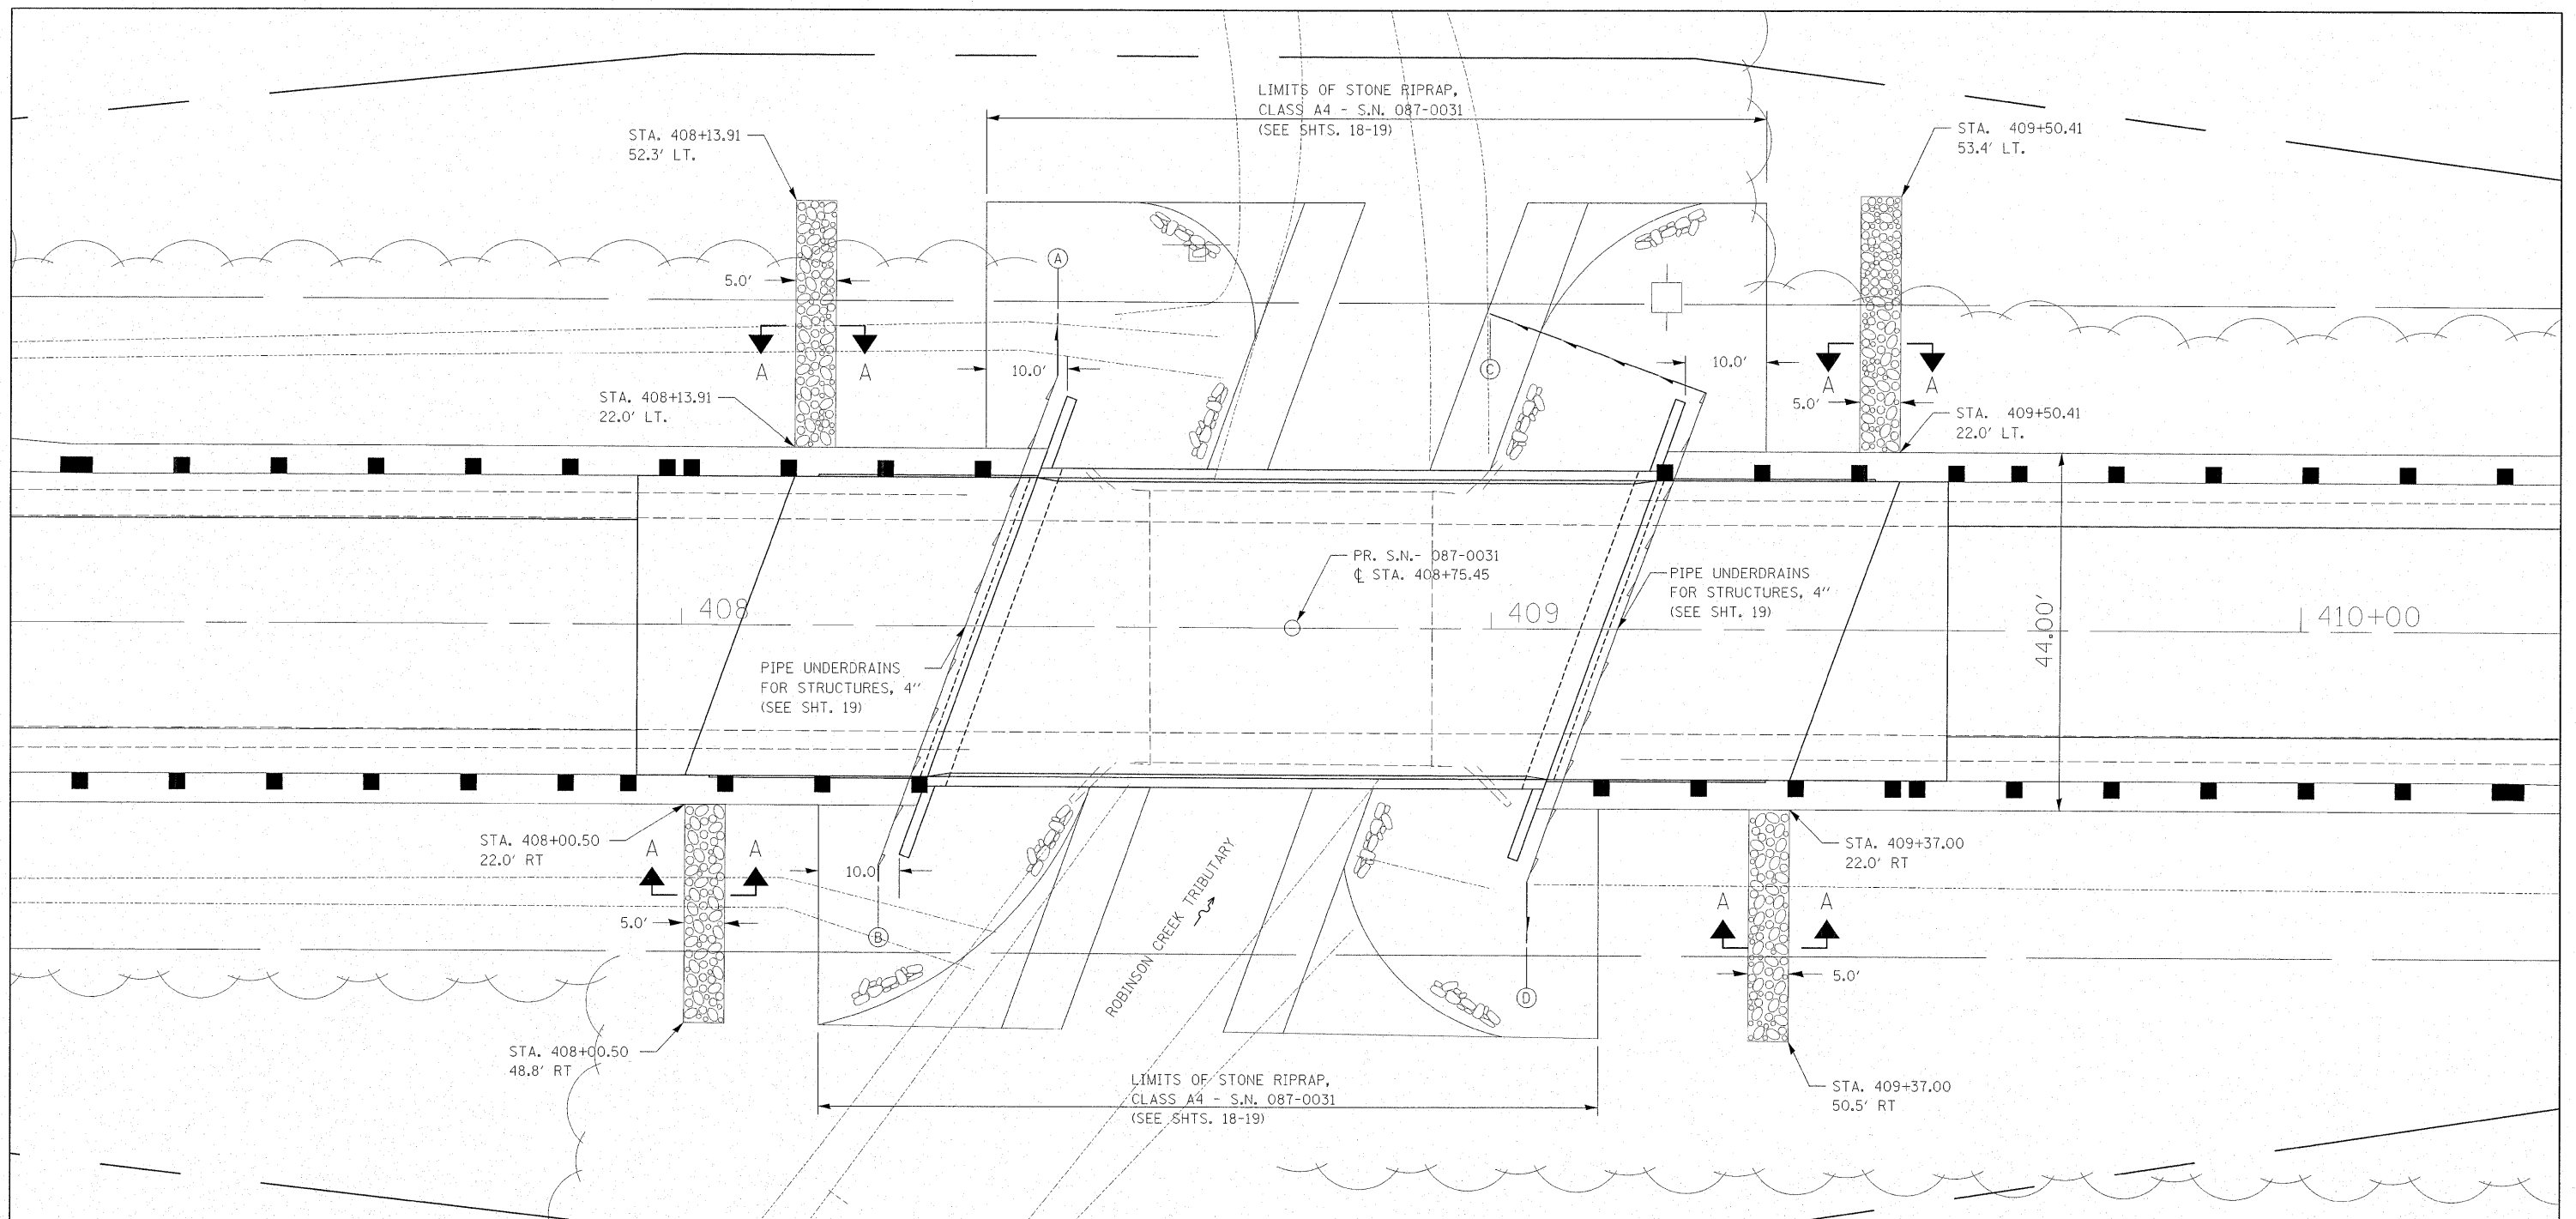 LIMITS OF STONE RIPRAP,
CLASS A4 - S.N. 087-0031
(SEE SHTS. 18-19)
STA. 408+13.91
52.3' LT.
STA. 409+50.41
53.4' LT.
A
5.0'
A A
10.0'
C
10.0'
A A
5.0'
STA. 408+13.91
22.0' LT.
STA. 409+50.41
22.0' LT.
PR. S.N.- 087-0031
℄ STA. 408+75.45
PIPE UNDERDRAINS
FOR STRUCTURES, 4''
(SEE SHT. 19)
408
409
410+00
44.00'
PIPE UNDERDRAINS
FOR STRUCTURES, 4''
(SEE SHT. 19)
STA. 408+00.50
22.0' RT
A A
10.0'
5.0'
B
ROBINSON CREEK TRIBUTARY
STA. 409+37.00
22.0' RT
A A
5.0'
D
STA. 408+00.50
48.8' RT
LIMITS OF STONE RIPRAP,
CLASS A4 - S.N. 087-0031
(SEE SHTS. 18-19)
STA. 409+37.00
50.5' RT